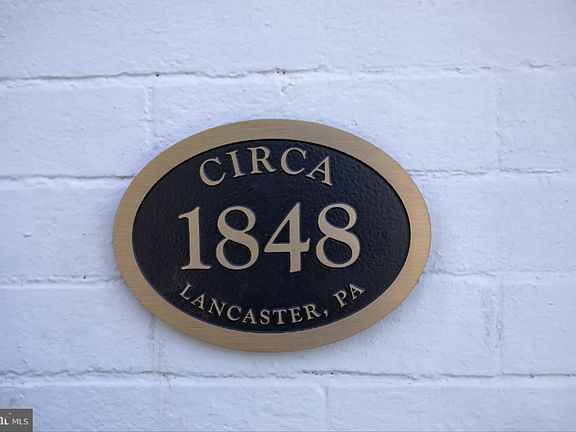 CIRCA
1848
LANCASTER, PA
MLS